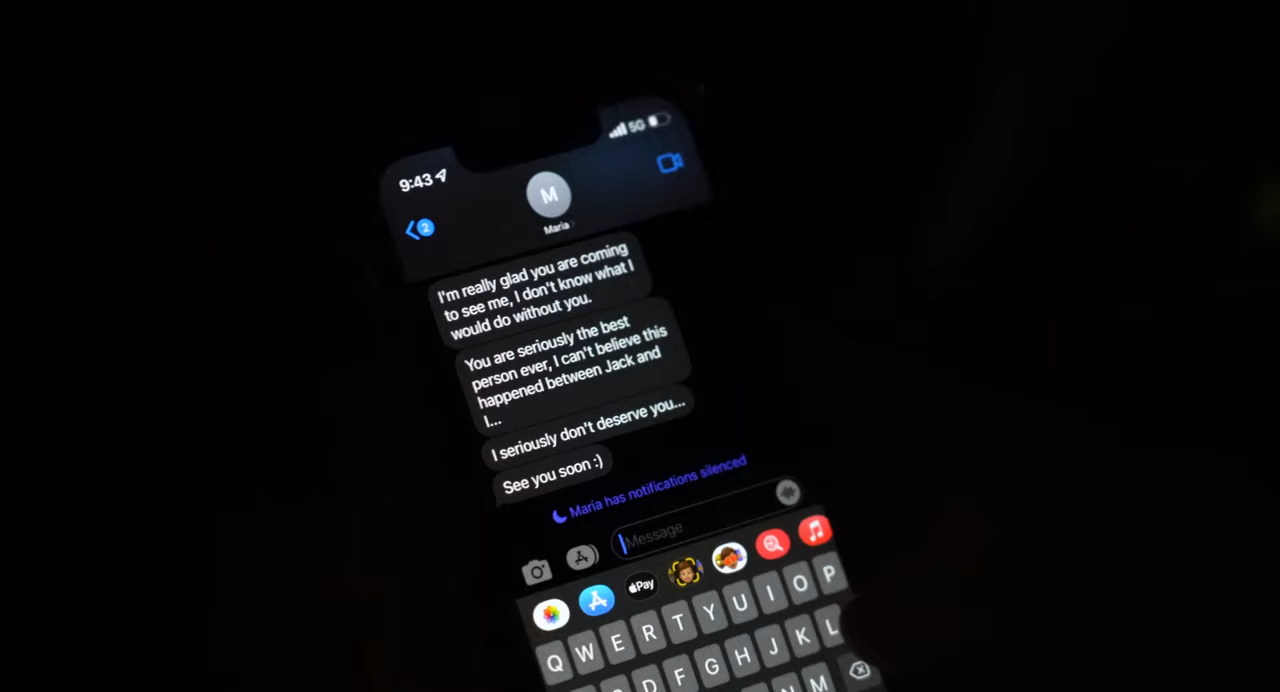 9:43
5G
2
M
Maria
I'm really glad you are coming
to see me, I don't know what I
would do without you.
You are seriously the best
person ever, I can't believe this
happened between Jack and
I...
I seriously don't deserve you...
See you soon :)
Maria has notifications silenced
Message
Pay
Q W E R T Y U I O P
D F G H J K L
N M